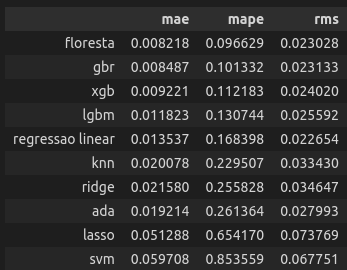 mae mape rms
floresta 0.008218 0.096629 0.023028
gbr 0.008487 0.101332 0.023133
xgb 0.009221 0.112183 0.024020
lgbm 0.011823 0.130744 0.025592
regressao linear 0.013537 0.168398 0.022654
knn 0.020078 0.229507 0.033430
ridge 0.021580 0.255828 0.034647
ada 0.019214 0.261364 0.027993
lasso 0.051288 0.654170 0.073769
svm 0.059708 0.853559 0.067751